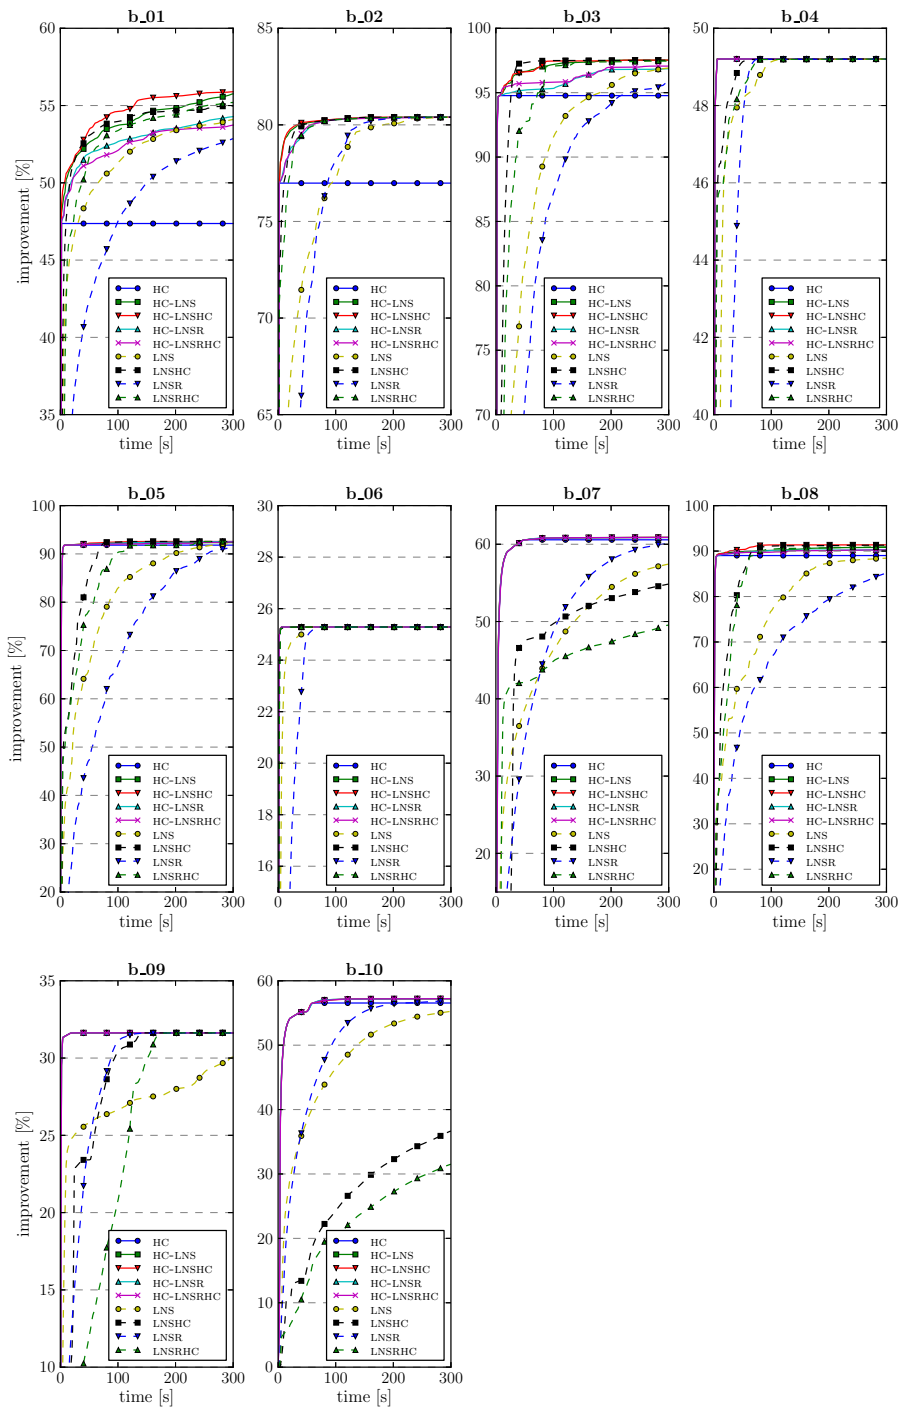 b_01
improvement [%]
60
55
50
45
40
35
HC
HC-LNS
HC-LNSHC
HC-LNSR
HC-LNSRHC
LNS
LNSHC
LNSR
LNSRHC
0 100 200 300
time [s]
b_02
85
80
75
70
65
HC
HC-LNS
HC-LNSHC
HC-LNSR
HC-LNSRHC
LNS
LNSHC
LNSR
LNSRHC
0 100 200 300
time [s]
b_03
100
95
90
85
80
75
70
HC
HC-LNS
HC-LNSHC
HC-LNSR
HC-LNSRHC
LNS
LNSHC
LNSR
LNSRHC
0 100 200 300
time [s]
b_04
50
48
46
44
42
40
HC
HC-LNS
HC-LNSHC
HC-LNSR
HC-LNSRHC
LNS
LNSHC
LNSR
LNSRHC
0 100 200 300
time [s]
b_05
improvement [%]
100
90
80
70
60
50
40
30
20
HC
HC-LNS
HC-LNSHC
HC-LNSR
HC-LNSRHC
LNS
LNSHC
LNSR
LNSRHC
0 100 200 300
time [s]
b_06
30
28
26
24
22
20
18
16
HC
HC-LNS
HC-LNSHC
HC-LNSR
HC-LNSRHC
LNS
LNSHC
LNSR
LNSRHC
0 100 200 300
time [s]
b_07
60
50
40
30
20
HC
HC-LNS
HC-LNSHC
HC-LNSR
HC-LNSRHC
LNS
LNSHC
LNSR
LNSRHC
0 100 200 300
time [s]
b_08
100
90
80
70
60
50
40
30
20
HC
HC-LNS
HC-LNSHC
HC-LNSR
HC-LNSRHC
LNS
LNSHC
LNSR
LNSRHC
0 100 200 300
time [s]
b_09
improvement [%]
35
30
25
20
15
10
HC
HC-LNS
HC-LNSHC
HC-LNSR
HC-LNSRHC
LNS
LNSHC
LNSR
LNSRHC
0 100 200 300
time [s]
b_10
60
50
40
30
20
10
0
HC
HC-LNS
HC-LNSHC
HC-LNSR
HC-LNSRHC
LNS
LNSHC
LNSR
LNSRHC
0 100 200 300
time [s]